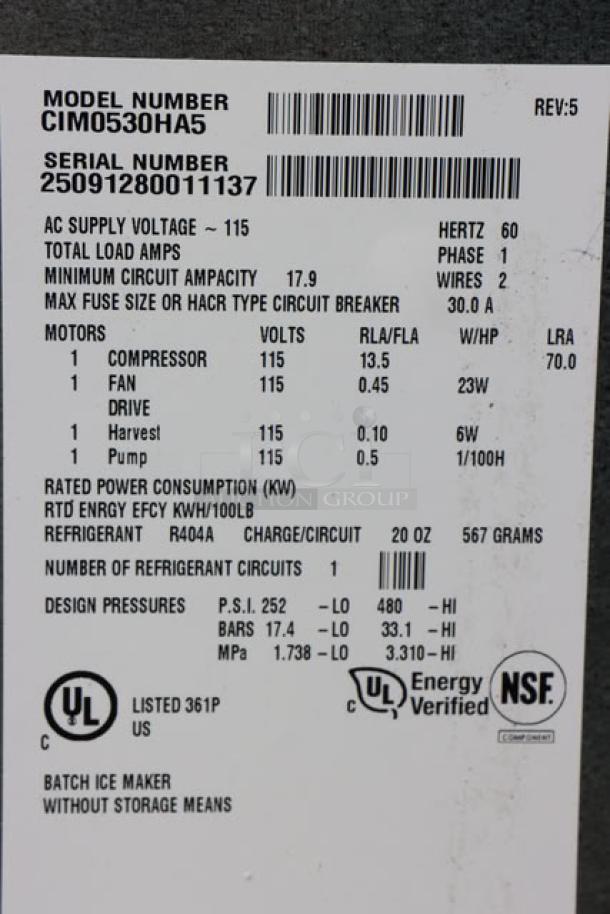 MODEL NUMBER
CIM0530HA5
REV:5
SERIAL NUMBER
25091280011137
AC SUPPLY VOLTAGE ~ 115 HERTZ 60
TOTAL LOAD AMPS PHASE 1
MINIMUM CIRCUIT AMPACITY 17.9 WIRES 2
MAX FUSE SIZE OR HACR TYPE CIRCUIT BREAKER 30.0 A
MOTORS VOLTS RLA/FLA W/HP LRA
1 COMPRESSOR 115 13.5 70.0
1 FAN 115 0.45 23W
DRIVE
1 Harvest 115 0.10 6W
1 Pump 115 0.5 1/100H
RATED POWER CONSUMPTION (KW)
RTD ENRGY EFCY KWH/100LB
AUCTION GROUP
REFRIGERANT R404A CHARGE/CIRCUIT 20 OZ 567 GRAMS
NUMBER OF REFRIGERANT CIRCUITS 1
DESIGN PRESSURES P.S.I. 252 - LO 480 - HI
BARS 17.4 - LO 33.1 - HI
MPa 1.738 - LO 3.310 - HI
C UL LISTED 361P
US
C UL Energy
Verified
NSF.
COMPONENT
BATCH ICE MAKER
WITHOUT STORAGE MEANS